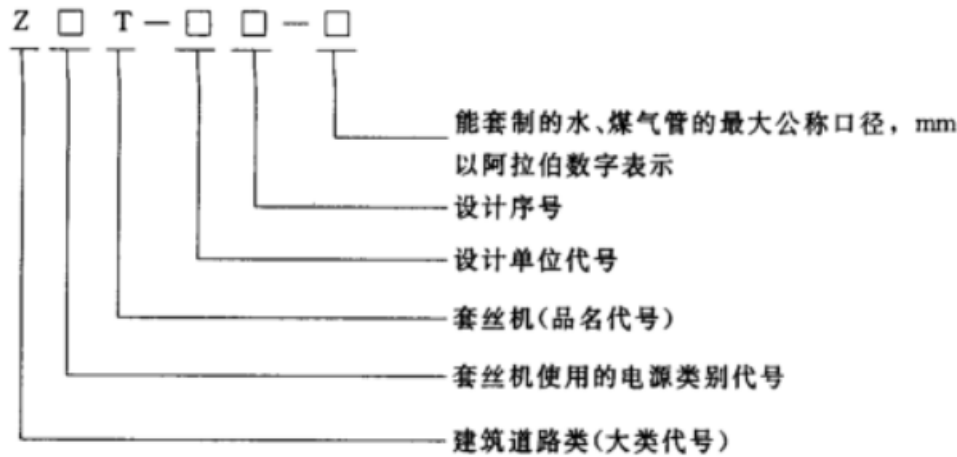 Z □ T－□ □－□
能套制的水、煤气管的最大公称口径，mm
以阿拉伯数字表示
设计序号
设计单位代号
套丝机(品名代号)
套丝机使用的电源类别代号
建筑道路类(大类代号)